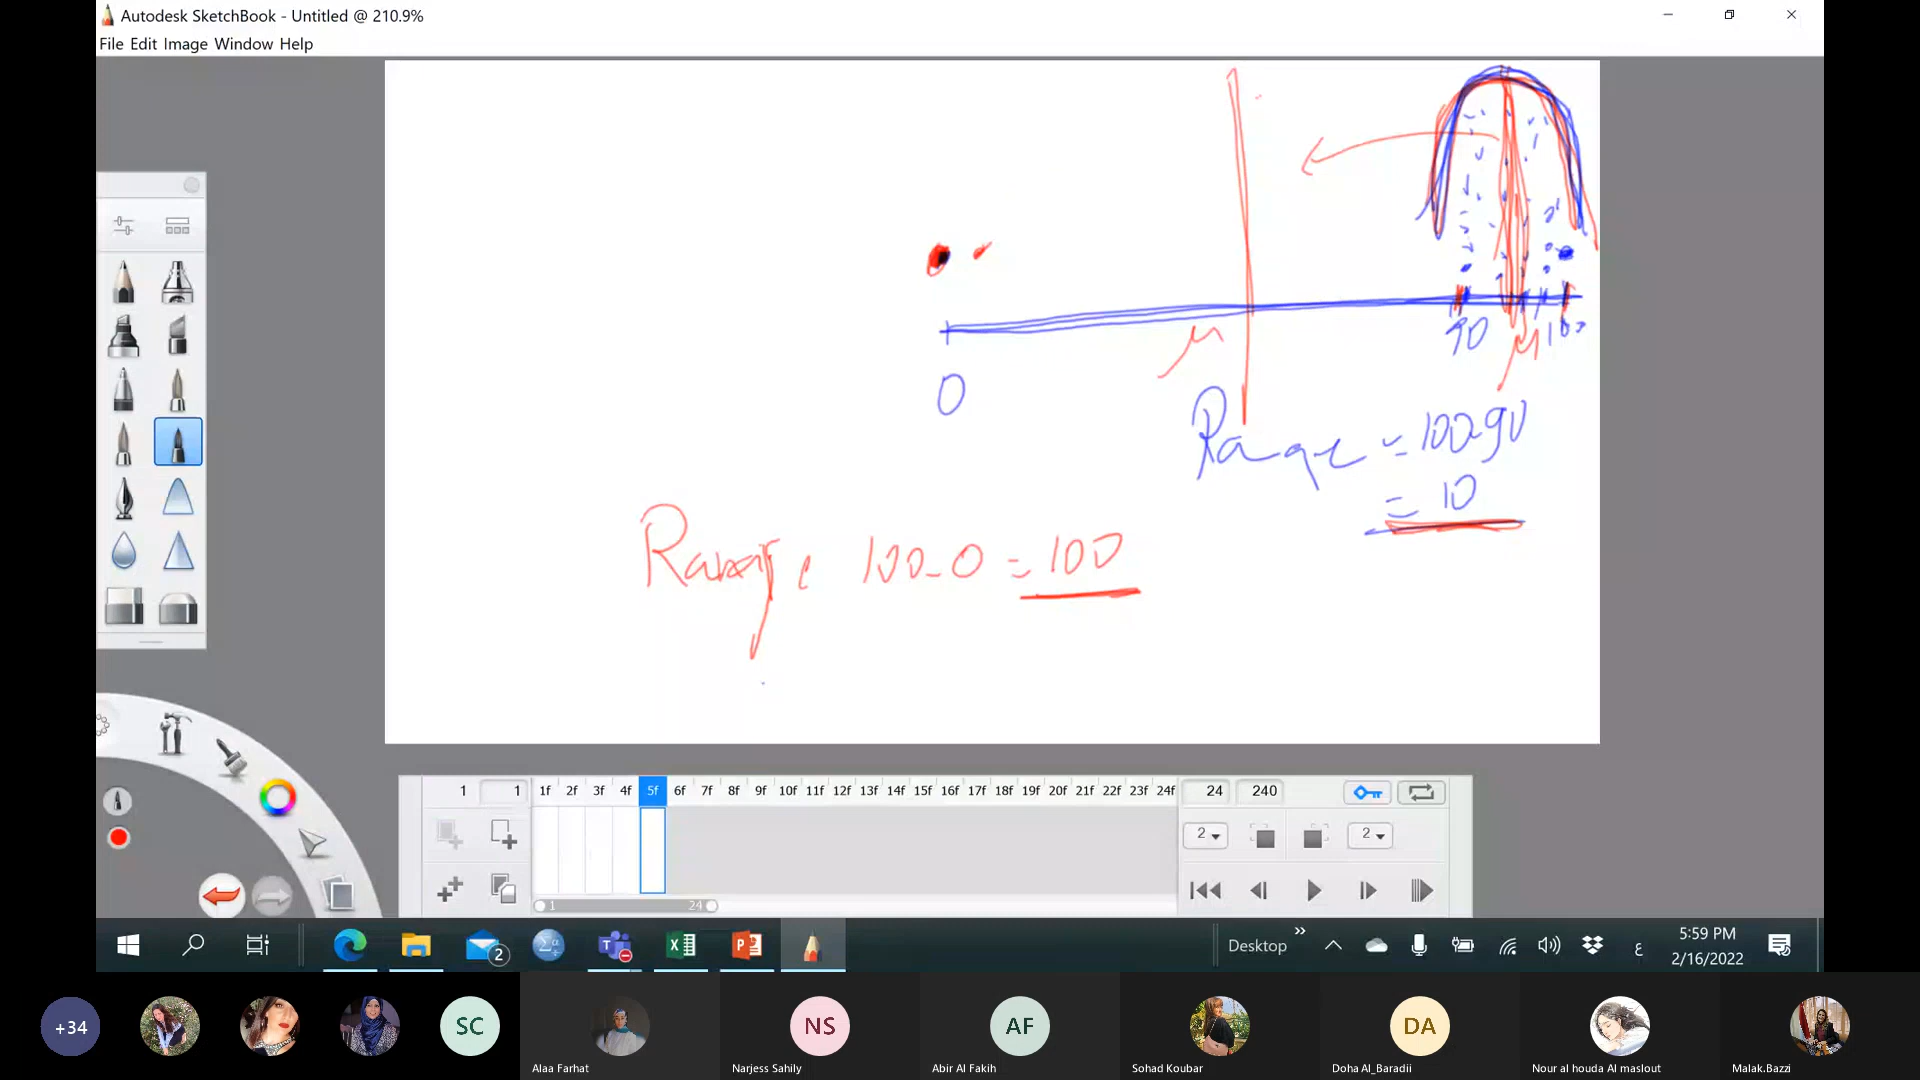 Autodesk SketchBook - Untitled @ 210.9%
File Edit Image Window Help
μ
90
μ
100
0
Range = 100-90
= 10
Range 100-0 = 100
1 1 1f 2f 3f 4f 5f 6f 7f 8f 9f 10f 11f 12f 13f 14f 15f 16f 17f 18f 19f 20f 21f 22f 23f 24f 24 240
2 2
1 24
2 Desktop ع 5:59 PM
2/16/2022
+34 SC NS AF DA
Alaa Farhat Narjess Sahily Abir Al Fakih Sohad Koubar Doha Al_Baradii Nour al houda Al maslout Malak.Bazzi